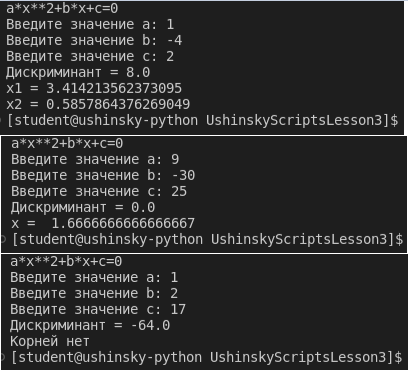 a*x**2+b*x+c=0
Введите значение a: 1
Введите значение b: -4
Введите значение c: 2
Дискриминант = 8.0
x1 = 3.414213562373095
x2 = 0.5857864376269049
[student@ushinsky-python UshinskyScriptsLesson3]$
a*x**2+b*x+c=0
Введите значение a: 9
Введите значение b: -30
Введите значение c: 25
Дискриминант = 0.0
x =  1.6666666666666667
[student@ushinsky-python UshinskyScriptsLesson3]$
a*x**2+b*x+c=0
Введите значение a: 1
Введите значение b: 2
Введите значение c: 17
Дискриминант = -64.0
Корней нет
[student@ushinsky-python UshinskyScriptsLesson3]$